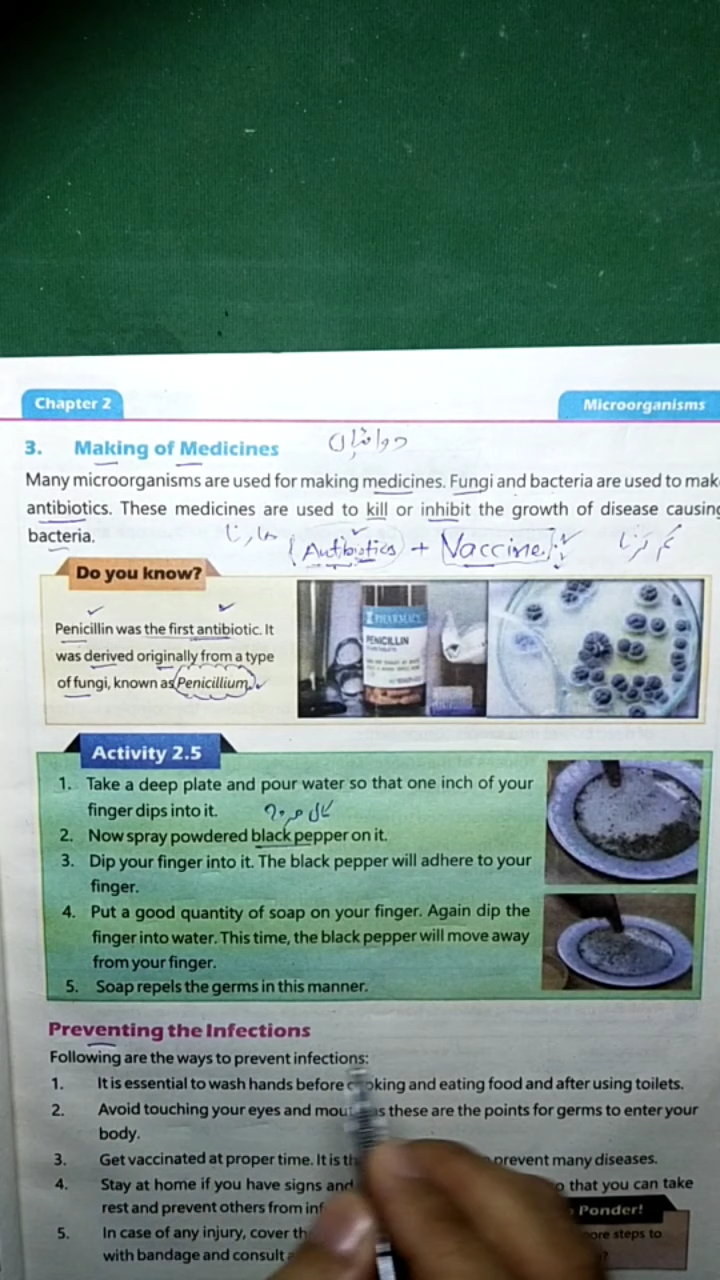 Chapter 2
Microorganisms
3. Making of Medicines دوائیاں
Many microorganisms are used for making medicines. Fungi and bacteria are used to mak
antibiotics. These medicines are used to kill or inhibit the growth of disease causing
bacteria. مارنا (Antibiotics) + Vaccine. کم کرنا
Do you know?
Penicillin was the first antibiotic. It
was derived originally from a type
of fungi, known as Penicillium.
PHARMACY
PENICILLIN
Activity 2.5
1. Take a deep plate and pour water so that one inch of your
finger dips into it.
2. Now spray powdered black pepper on it.
3. Dip your finger into it. The black pepper will adhere to your
finger.
4. Put a good quantity of soap on your finger. Again dip the
finger into water. This time, the black pepper will move away
from your finger.
5. Soap repels the germs in this manner.
Preventing the Infections
Following are the ways to prevent infections:
1. It is essential to wash hands before cooking and eating food and after using toilets.
2. Avoid touching your eyes and mouth as these are the points for germs to enter your
body.
3. Get vaccinated at proper time. It is prevent many diseases.
4. Stay at home if you have signs and that you can take
rest and prevent others from
Ponder!
5. In case of any injury, cover steps to
with bandage and consult